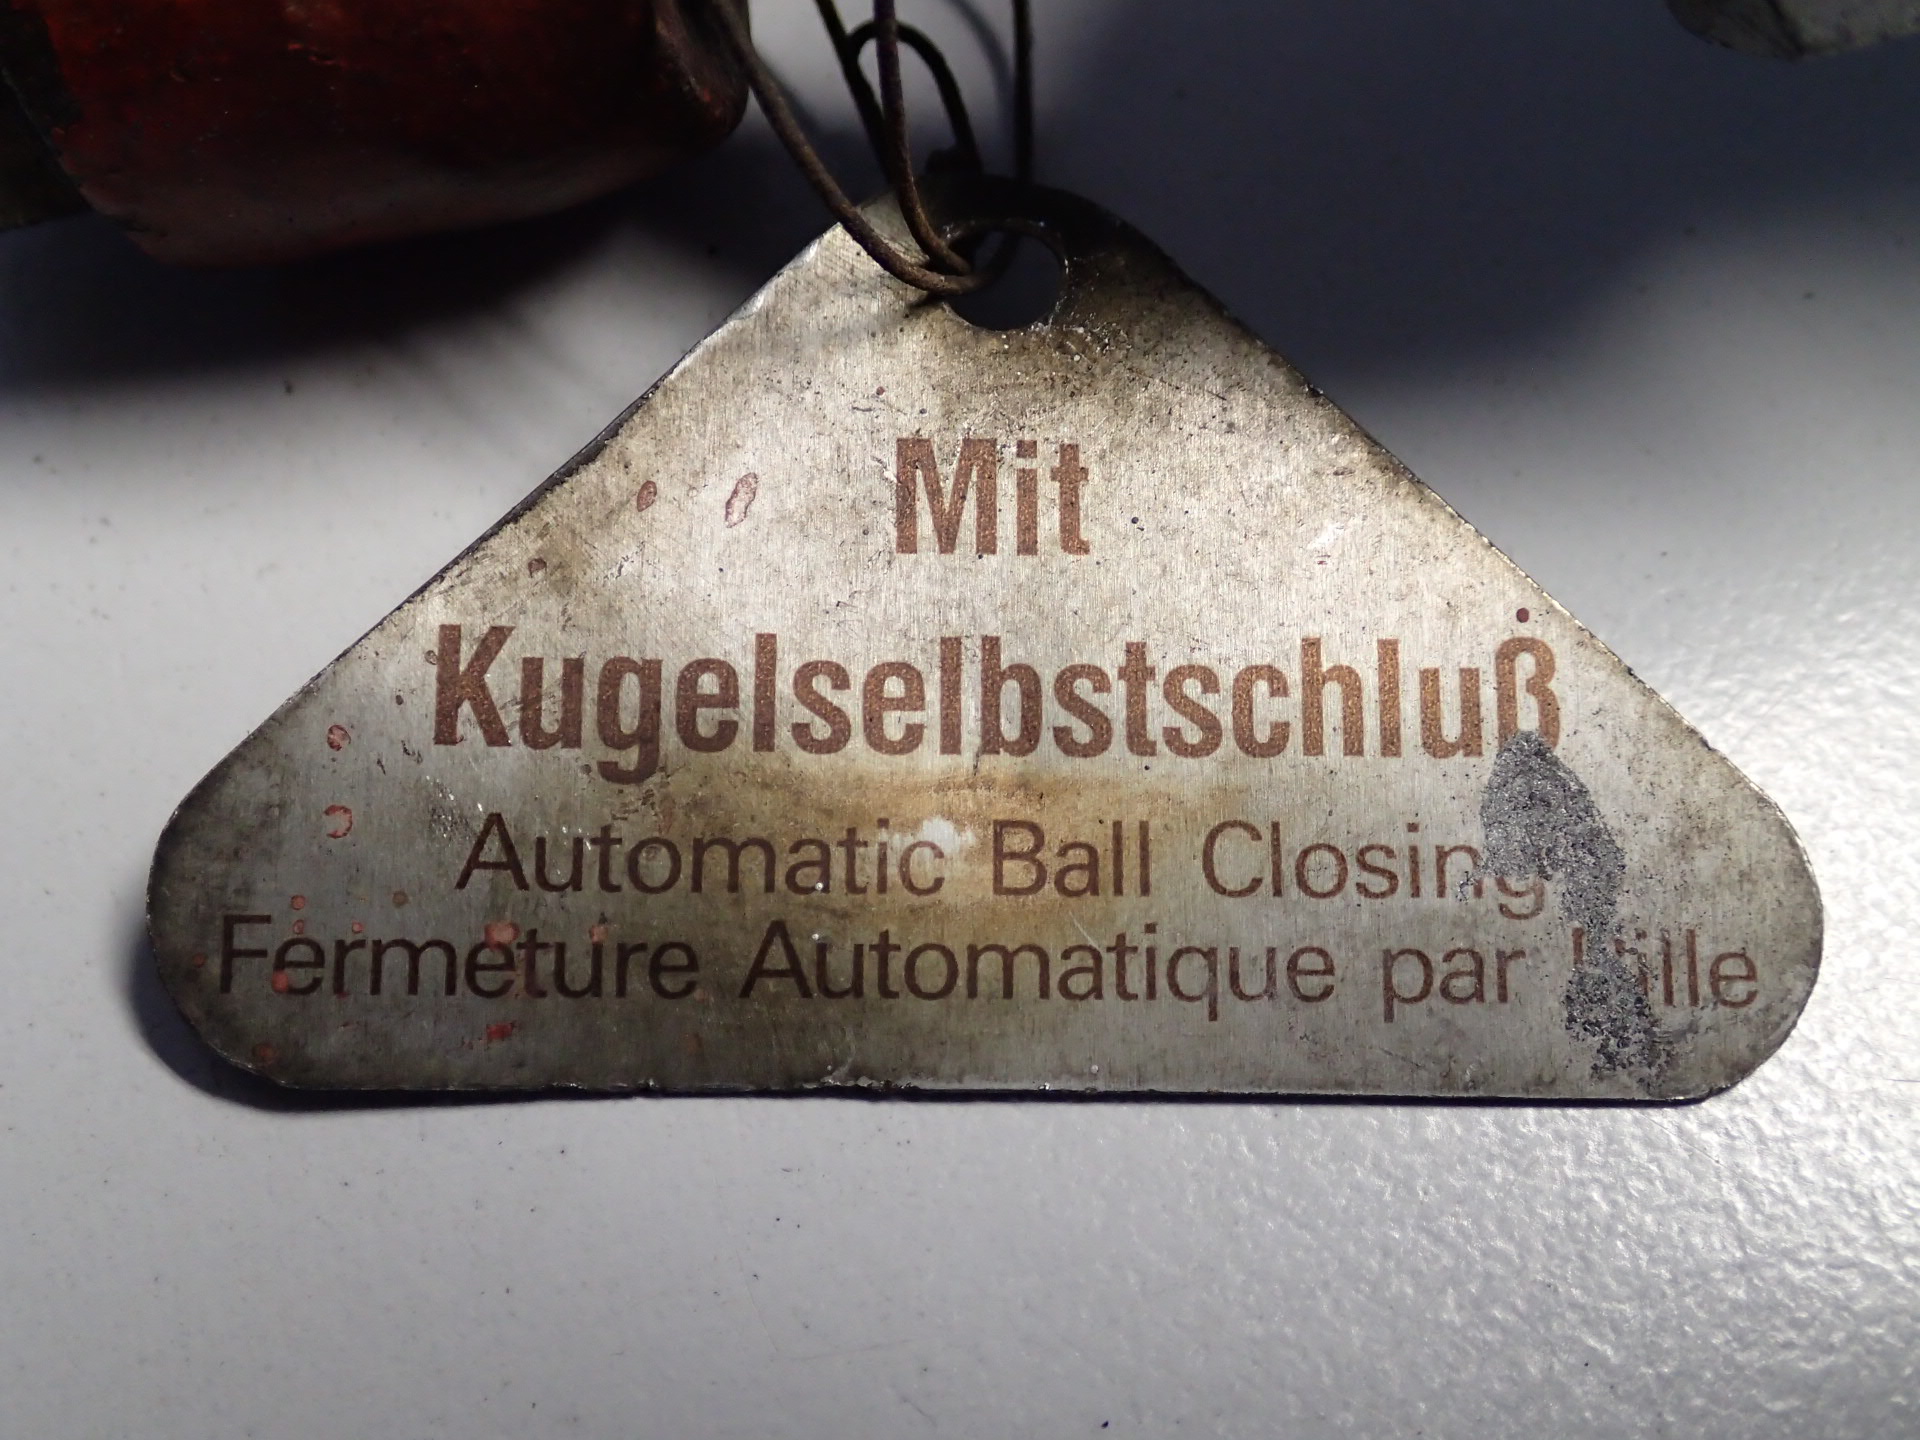 Mit
Kugelselbstschluß
Automatic Ball Closing
Fermeture Automatique par